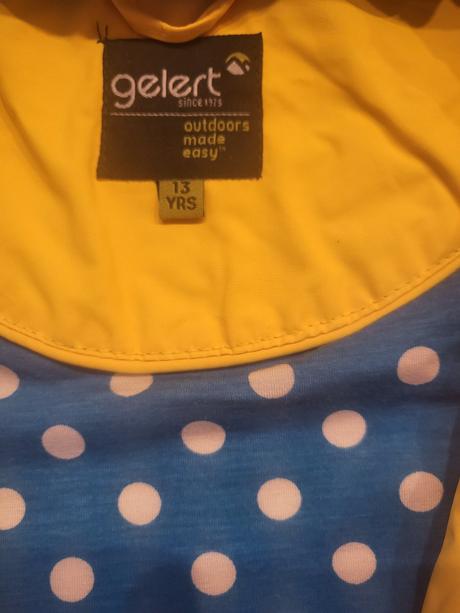 gelert
since 1975
outdoors
made
easy™
13
YRS